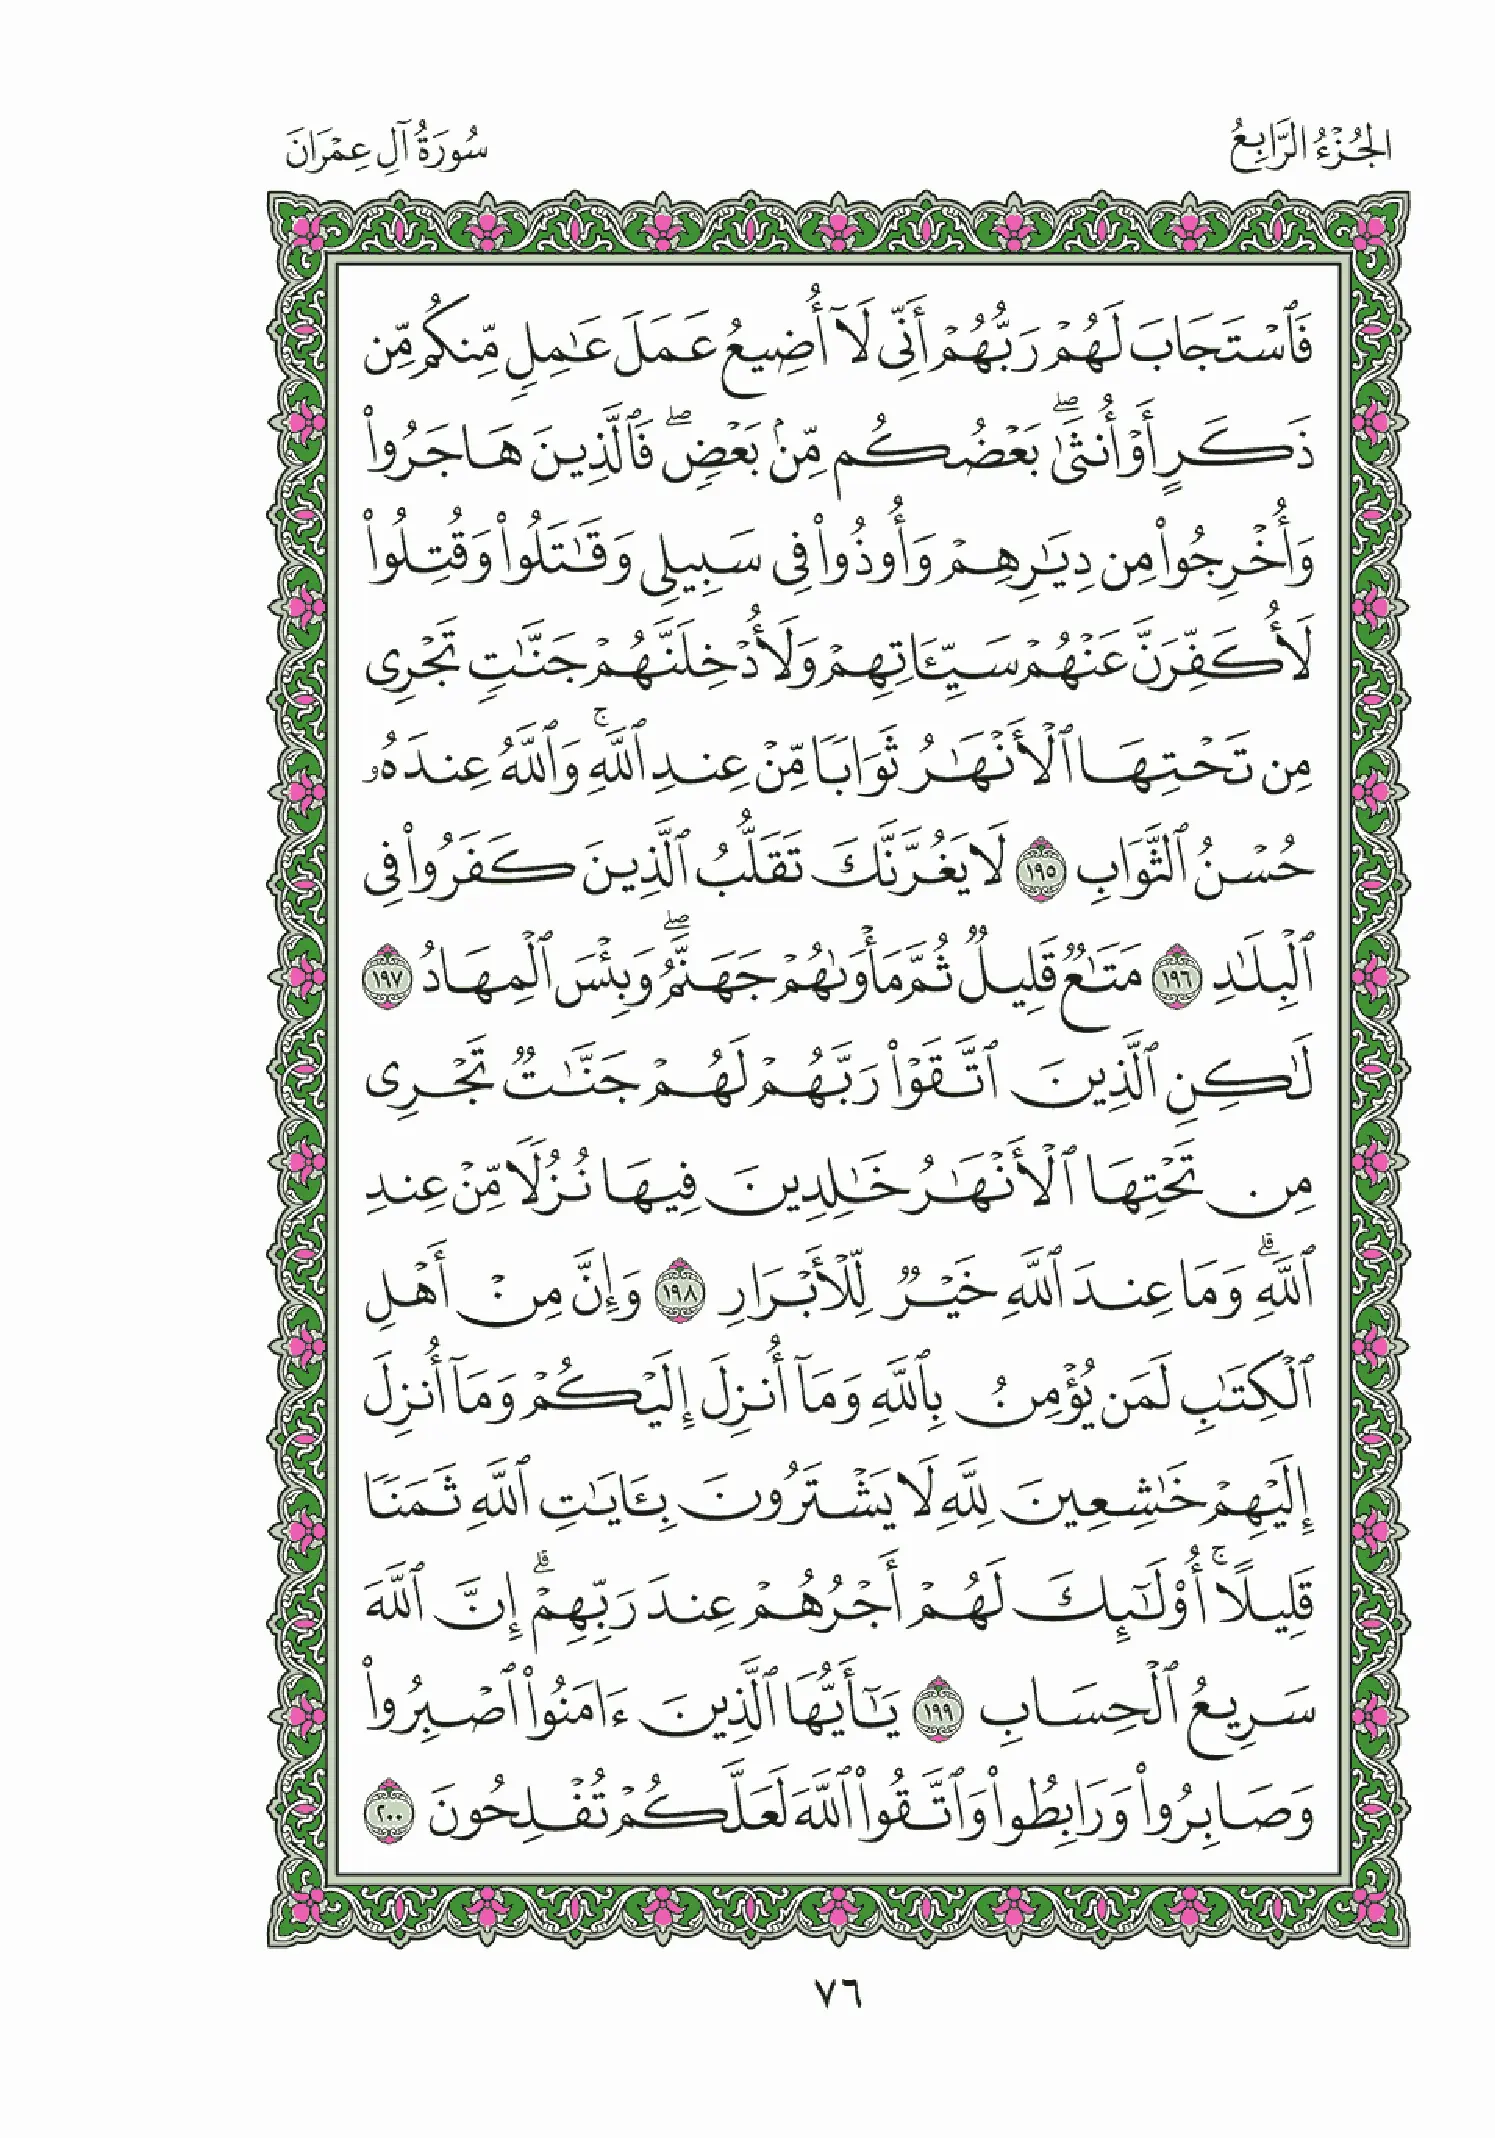 الجُزْءُ الرَّابِعُ
سُورَةُ آلِ عِمْرَانَ
فَٱسْتَجَابَ لَهُمْ رَبُّهُمْ أَنِّى لَآ أُضِيعُ عَمَلَ عَٰمِلٍ مِّنكُم مِّن
ذَكَرٍ أَوْ أُنثَىٰ ۖ بَعْضُكُم مِّنۢ بَعْضٍ ۖ فَٱلَّذِينَ هَاجَرُوا۟
وَأُخْرِجُوا۟ مِن دِيَٰرِهِمْ وَأُوذُوا۟ فِى سَبِيلِى وَقَٰتَلُوا۟ وَقُتِلُوا۟
لَأُكَفِّرَنَّ عَنْهُمْ سَيِّـَٔاتِهِمْ وَلَأُدْخِلَنَّهُمْ جَنَّٰتٍ تَجْرِى
مِن تَحْتِهَا ٱلْأَنْهَٰرُ ثَوَابًا مِّنْ عِندِ ٱللَّهِ ۗ وَٱللَّهُ عِندَهُۥ
حُسْنُ ٱلثَّوَابِ ١٩٥ لَا يَغُرَّنَّكَ تَقَلُّبُ ٱلَّذِينَ كَفَرُوا۟ فِى
ٱلْبِلَٰدِ ١٩٦ مَتَٰعٌ قَلِيلٌ ثُمَّ مَأْوَىٰهُمْ جَهَنَّمُ ۖ وَبِئْسَ ٱلْمِهَادُ ١٩٧
لَٰكِنِ ٱلَّذِينَ ٱتَّقَوْا۟ رَبَّهُمْ لَهُمْ جَنَّٰتٌ تَجْرِى
مِن تَحْتِهَا ٱلْأَنْهَٰرُ خَٰلِدِينَ فِيهَا نُزُلًا مِّنْ عِندِ
ٱللَّهِ ۗ وَمَا عِندَ ٱللَّهِ خَيْرٌ لِّلْأَبْرَارِ ١٩٨ وَإِنَّ مِنْ أَهْلِ
ٱلْكِتَٰبِ لَمَن يُؤْمِنُ بِٱللَّهِ وَمَآ أُنزِلَ إِلَيْكُمْ وَمَآ أُنزِلَ
إِلَيْهِمْ خَٰشِعِينَ لِلَّهِ لَا يَشْتَرُونَ بِـَٔايَٰتِ ٱللَّهِ ثَمَنًا
قَلِيلًا ۚ أُو۟لَٰٓئِكَ لَهُمْ أَجْرُهُمْ عِندَ رَبِّهِمْ ۗ إِنَّ ٱللَّهَ
سَرِيعُ ٱلْحِسَابِ ١٩٩ يَٰٓأَيُّهَا ٱلَّذِينَ ءَامَنُوا۟ ٱصْبِرُوا۟
وَصَابِرُوا۟ وَرَابِطُوا۟ وَٱتَّقُوا۟ ٱللَّهَ لَعَلَّكُمْ تُفْلِحُونَ ٢٠٠
٧٦